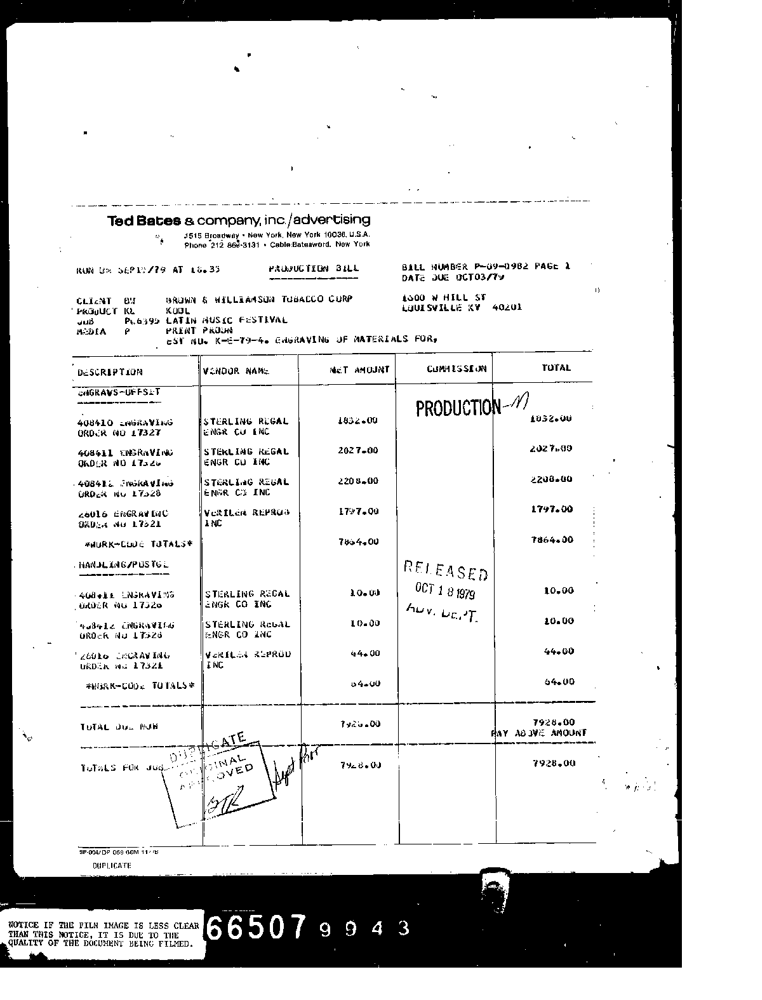 Ted Bates & company, inc./advertising
1515 Broadway • New York, New York 10036, U.S.A.
Phone 212 869-3131 • Cable: Batesword, New York
RUN ON SEP /79 AT 16.35 PRODUCTION BILL BILL NUMBER P-09-0982 PAGE 1
DATE DUE OCT03/79
CLIENT BW BROWN & WILLIAMSON TOBACCO CORP 1600 W HILL ST
PRODUCT KL KOOL LOUISVILLE KY 40201
JOB PL6395 LATIN MUSIC FESTIVAL
MEDIA P PRINT PRODN
EST NO. K-E-79-4. ENGRAVING OF MATERIALS FOR,
DESCRIPTION VENDOR NAME NET AMOUNT COMMISSION TOTAL
ENGRAVS-OFFSET
PRODUCTION-M
408410 ENGRAVING STERLING REGAL 1832.00 1832.00
ORDER NO 17327 ENGR CO INC
408411 ENGRAVING STERLING REGAL 2027.00 2027.00
ORDER NO 17326 ENGR CO INC
408412 ENGRAVING STERLING REGAL 2208.00 2208.00
ORDER NO 17328 ENGR CO INC
26016 ENGRAVING VERILEN REPROD 1797.00 1797.00
ORDER NO 17321 INC
*WORK-CODE TOTALS* 7864.00 7864.00
HANDLING/POSTGE
RELEASED
OCT 18 1979
ADV. DEPT.
408411 ENGRAVING STERLING REGAL 10.00 10.00
ORDER NO 17326 ENGR CO INC
408412 ENGRAVING STERLING REGAL 10.00 10.00
ORDER NO 17328 ENGR CO INC
26016 ENGRAVING VERILEN REPROD 44.00 44.00
ORDER NO 17321 INC
*WORK-CODE TOTALS* 64.00 64.00
TOTAL DUE NOW 7928.00 7928.00
PAY ABOVE AMOUNT
DUPLICATE
ORIGINAL
APPROVED
TOTALS FOR JOB 7928.00 7928.00
DUPLICATE
NOTICE IF THE FILM IMAGE IS LESS CLEAR
THAN THIS NOTICE, IT IS DUE TO THE
QUALITY OF THE DOCUMENT BEING FILMED.
66507 9943